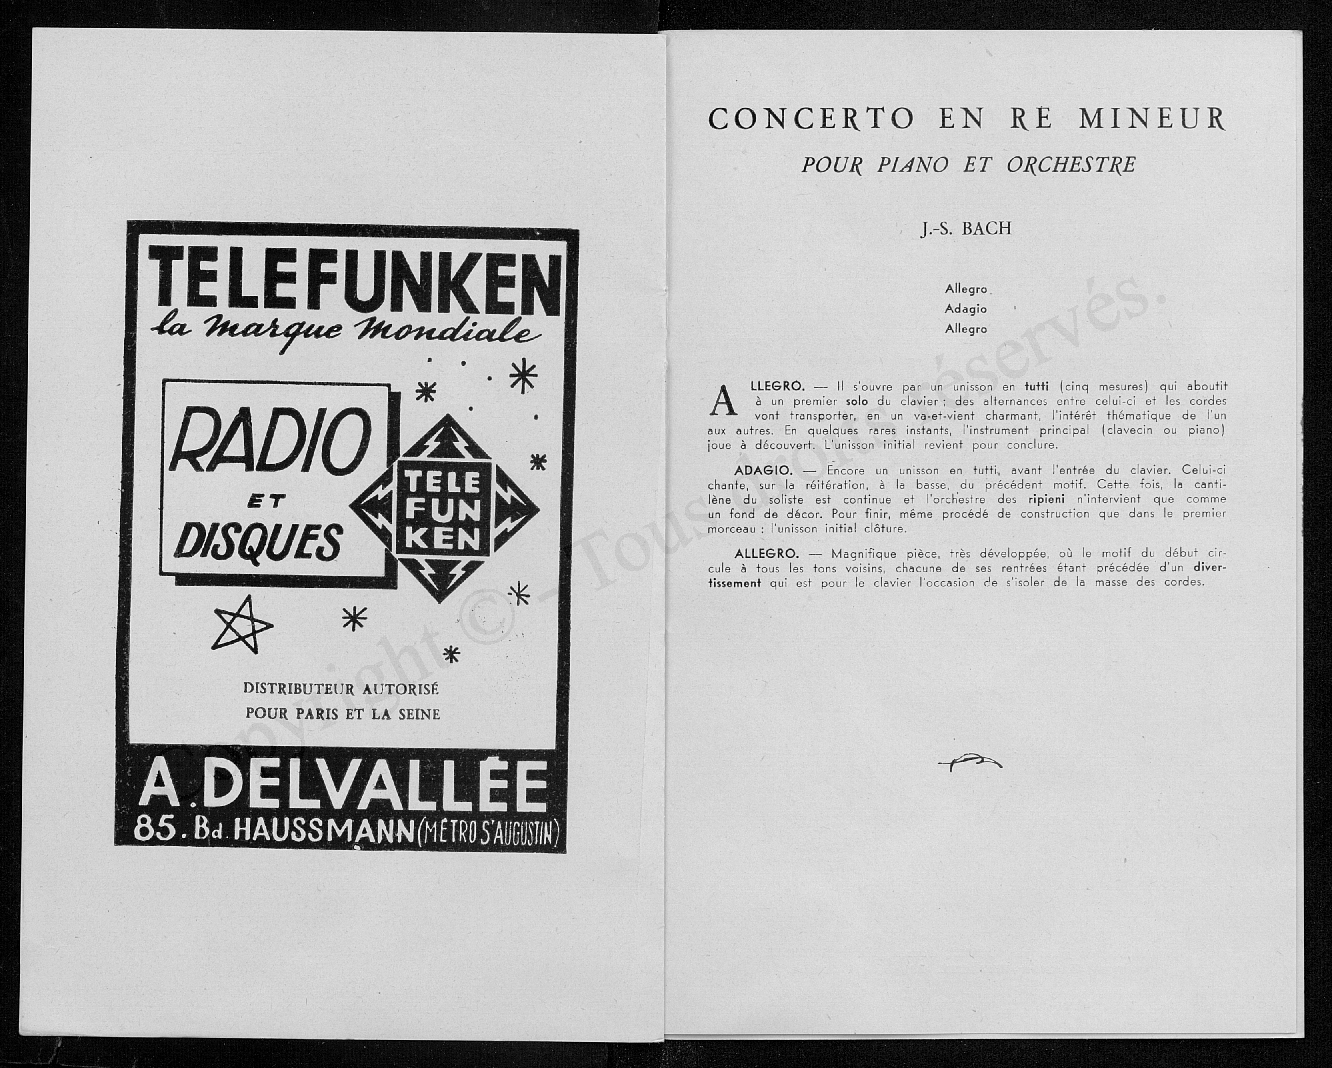 TELEFUNKEN
la marque mondiale
RADIO
ET
DISQUES
TELE
FUN
KEN
DISTRIBUTEUR AUTORISÉ
POUR PARIS ET LA SEINE
A. DELVALLÉE
85. Bd. HAUSSMANN (MÉTRO St AUGUSTIN)
CONCERTO EN RE MINEUR
POUR PIANO ET ORCHESTRE
J.-S. BACH
Allegro
Adagio
Allegro
ALLEGRO. — Il s'ouvre par un unisson en tutti (cinq mesures) qui aboutit
à un premier solo du clavier ; des alternances entre celui-ci et les cordes
vont transporter, en un va-et-vient charmant, l'intérêt thématique de l'un
aux autres. En quelques rares instants, l'instrument principal (clavecin ou piano)
joue à découvert. L'unisson initial revient pour conclure.
ADAGIO. — Encore un unisson en tutti, avant l'entrée du clavier. Celui-ci
chante, sur la réitération, à la basse, du précédent motif. Cette fois, la canti-
lène du soliste est continue et l'orchestre des ripieni n'intervient que comme
un fond de décor. Pour finir, même procédé de construction que dans le premier
morceau : l'unisson initial clôture.
ALLEGRO. — Magnifique pièce, très développée, où le motif du début cir-
cule à tous les tons voisins, chacune de ses rentrées étant précédée d'un diver-
tissement qui est pour le clavier l'occasion de s'isoler de la masse des cordes.
Copyright © - Tous droits réservés.